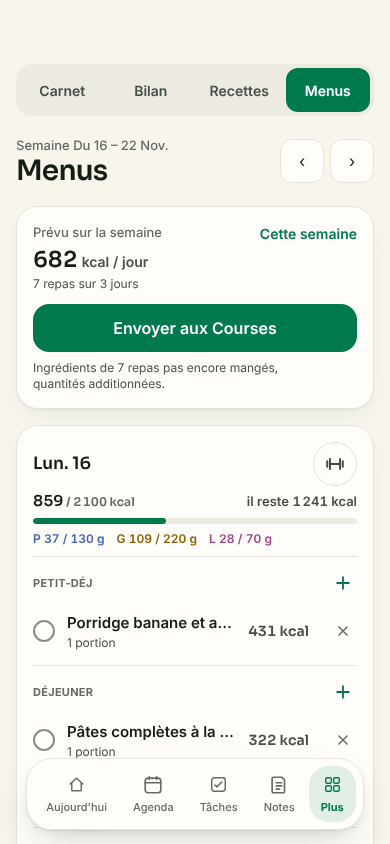 Carnet
Bilan
Recettes
Menus
Semaine Du 16 – 22 Nov.
Menus
‹
›
Prévu sur la semaine
Cette semaine
682 kcal / jour
7 repas sur 3 jours
Envoyer aux Courses
Ingrédients de 7 repas pas encore mangés,
quantités additionnées.
Lun. 16
859 / 2 100 kcal
il reste 1 241 kcal
P 37 / 130 g
G 109 / 220 g
L 28 / 70 g
PETIT-DÉJ
Porridge banane et a…
431 kcal
1 portion
DÉJEUNER
Pâtes complètes à la …
322 kcal
1 portion
Aujourd'hui
Agenda
Tâches
Notes
Plus